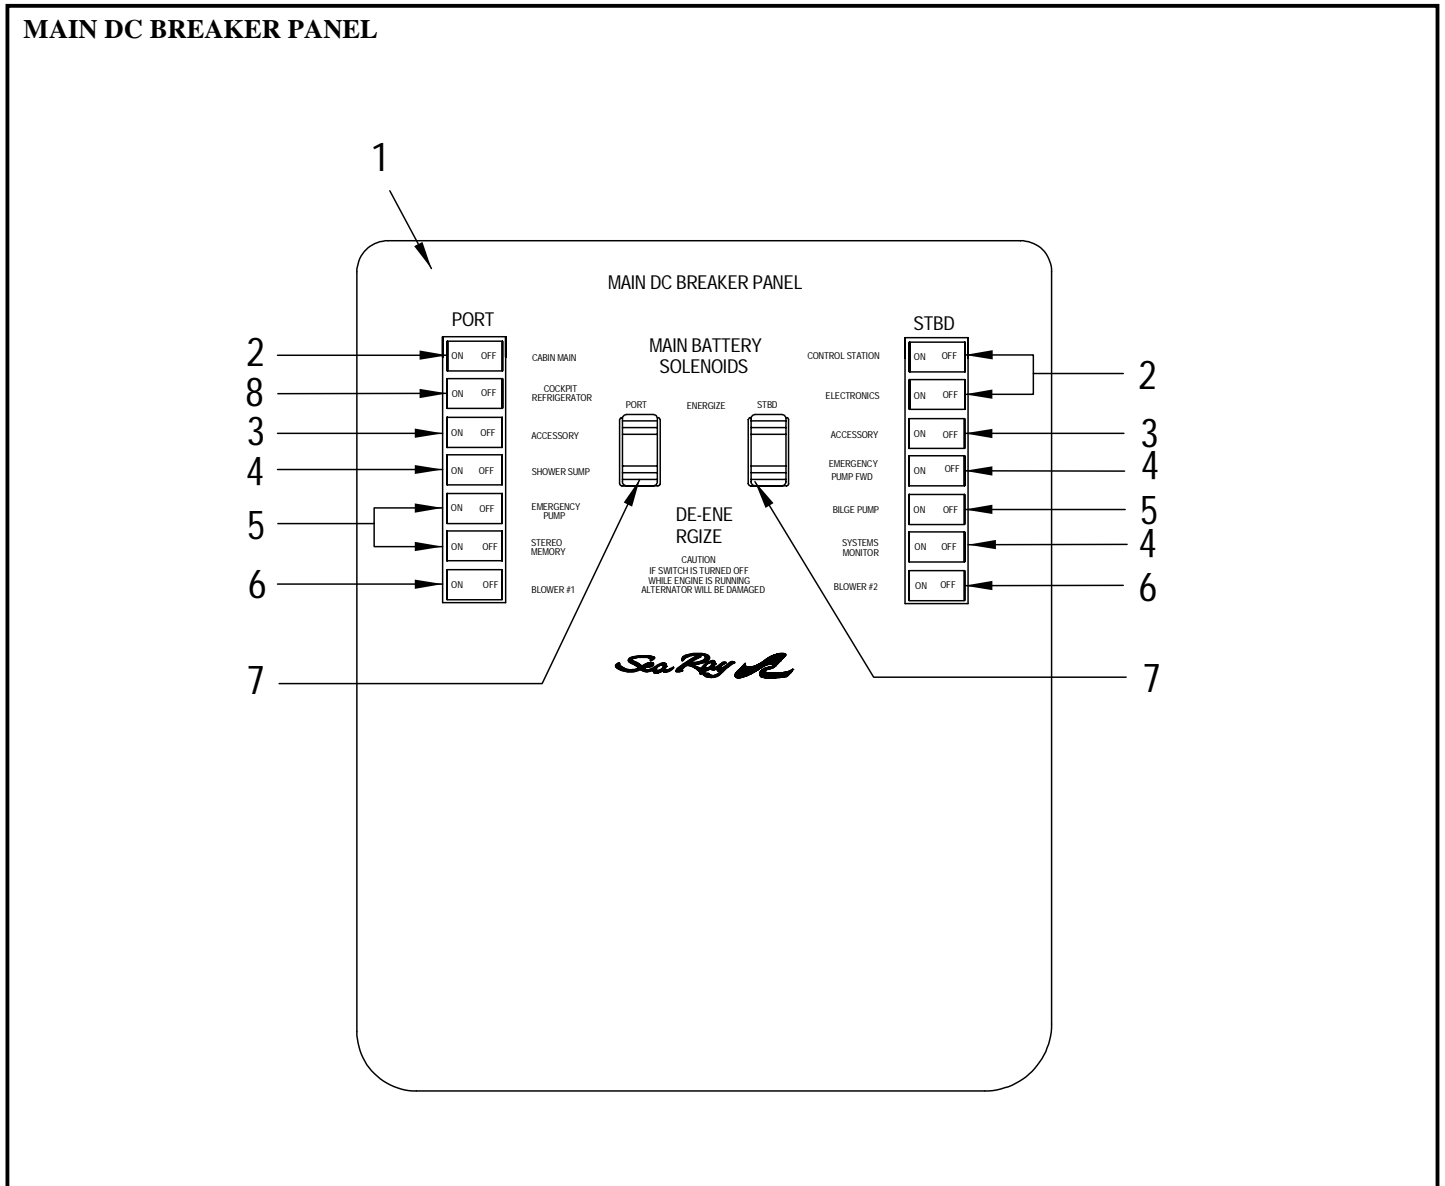 MAIN DC BREAKER PANEL
1
MAIN DC BREAKER PANEL
PORT
STBD
MAIN BATTERY
SOLENOIDS
PORT
ENERGIZE
STBD
2
ON OFF
CABIN MAIN
8
ON OFF
COCKPIT
REFRIGERATOR
3
ON OFF
ACCESSORY
4
ON OFF
SHOWER SUMP
5
ON OFF
EMERGENCY
PUMP
ON OFF
STEREO
MEMORY
6
ON OFF
BLOWER #1
7
CONTROL STATION
ON OFF
2
ELECTRONICS
ON OFF
ACCESSORY
ON OFF
3
EMERGENCY
PUMP FWD
ON OFF
4
BILGE PUMP
ON OFF
5
SYSTEMS
MONITOR
ON OFF
4
BLOWER #2
ON OFF
6
7
DE-ENE
RGIZE
CAUTION
IF SWITCH IS TURNED OFF
WHILE ENGINE IS RUNNING
ALTERNATOR WILL BE DAMAGED
Sea Ray